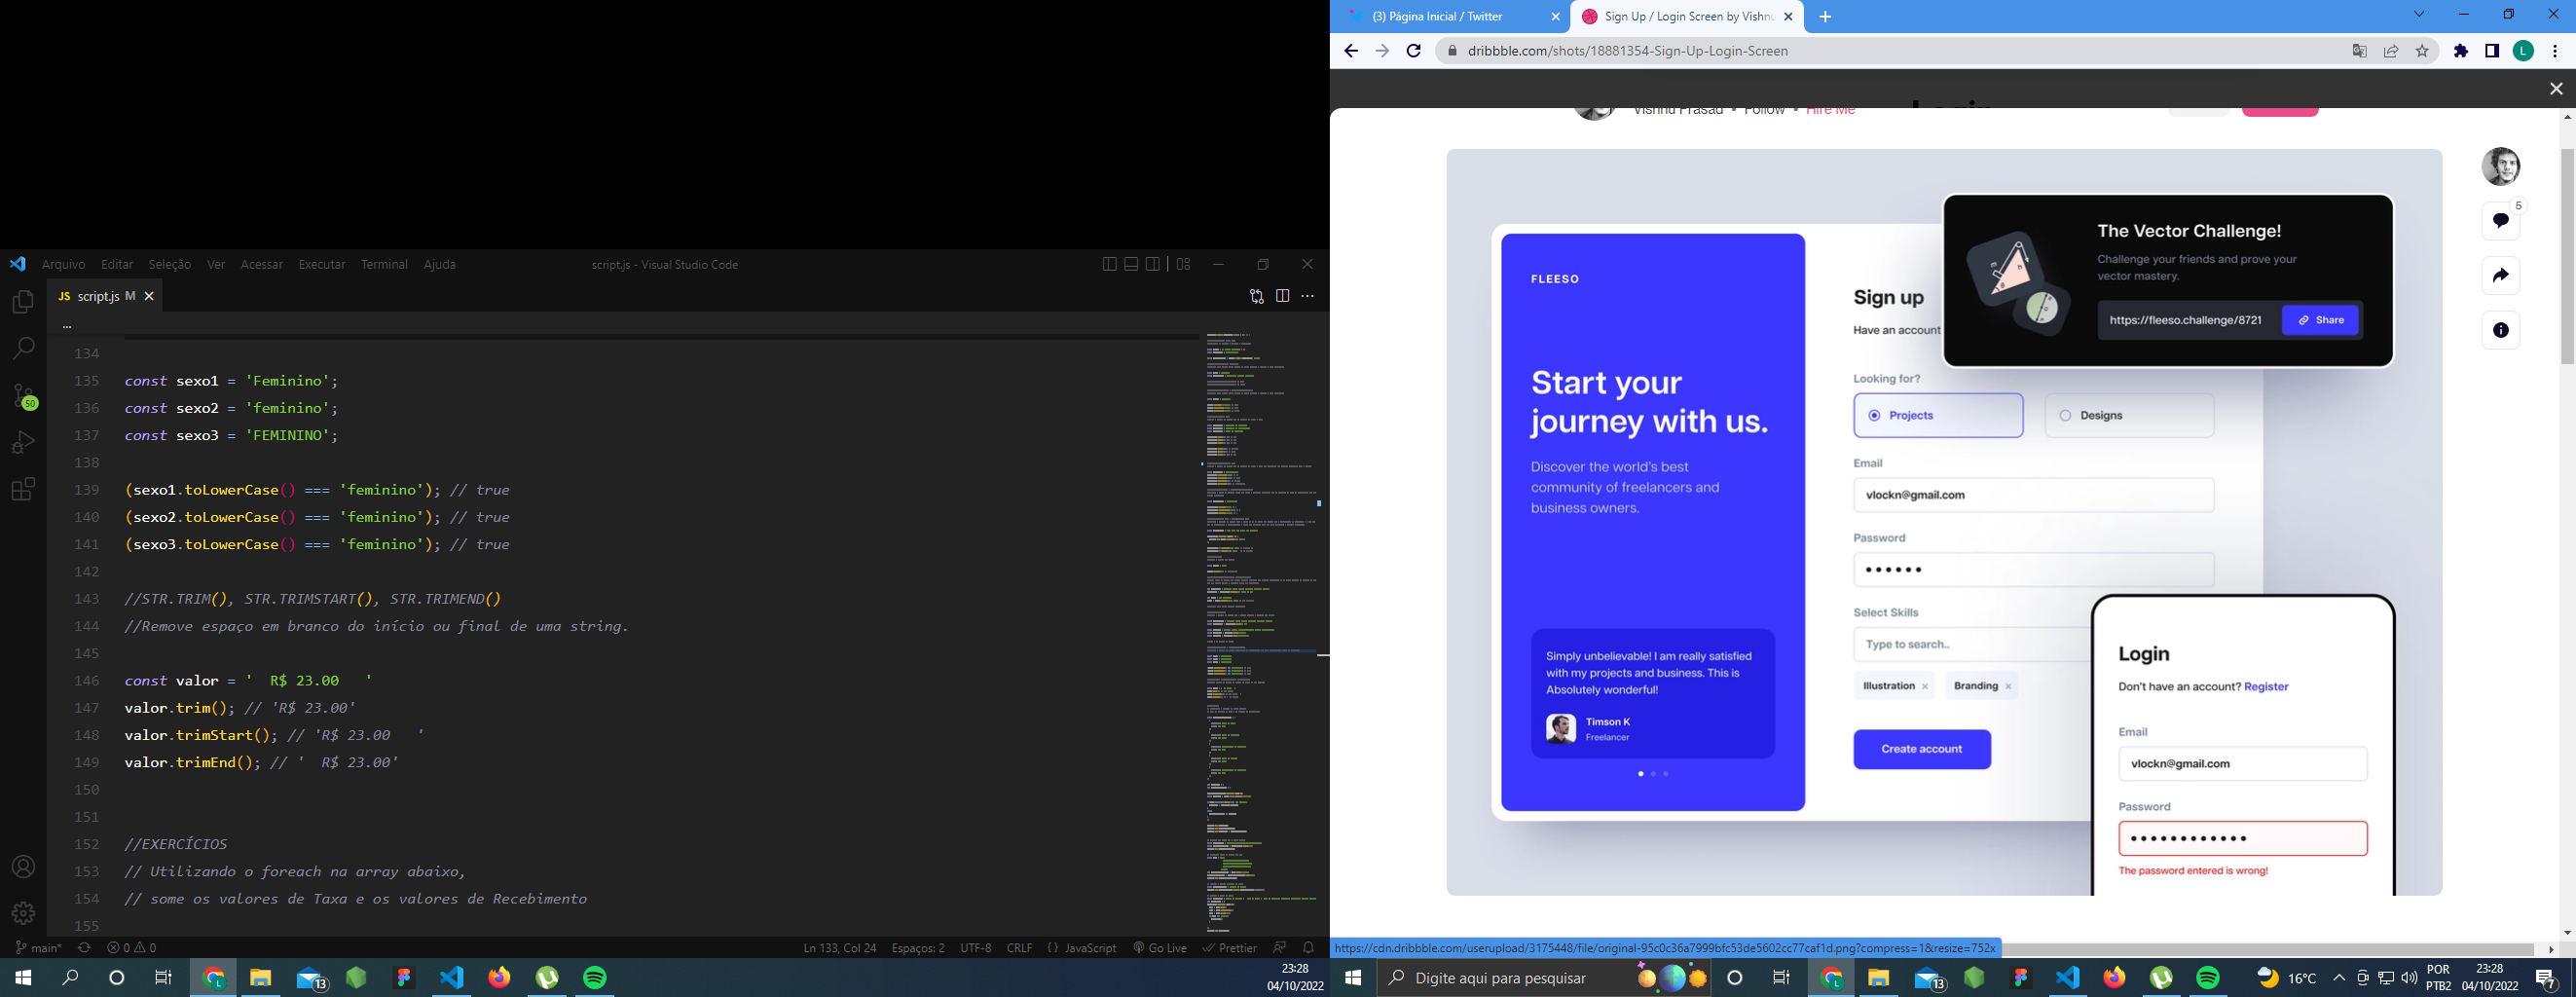 Arquivo Editar Seleção Ver Acessar Executar Terminal Ajuda
script.js - Visual Studio Code
JS script.js M
...
134
135 const sexo1 = 'Feminino';
136 const sexo2 = 'feminino';
137 const sexo3 = 'FEMININO';
138
139 (sexo1.toLowerCase() === 'feminino'); // true
140 (sexo2.toLowerCase() === 'feminino'); // true
141 (sexo3.toLowerCase() === 'feminino'); // true
142
143 //STR.TRIM(), STR.TRIMSTART(), STR.TRIMEND()
144 //Remove espaço em branco do início ou final de uma string.
145
146 const valor = '  R$ 23.00   '
147 valor.trim(); // 'R$ 23.00'
148 valor.trimStart(); // 'R$ 23.00   '
149 valor.trimEnd(); // '  R$ 23.00'
150
151
152 //EXERCÍCIOS
153 // Utilizando o foreach na array abaixo,
154 // some os valores de Taxa e os valores de Recebimento
155
50
main* 0 0 Ln 133, Col 24 Espaços: 2 UTF-8 CRLF {} JavaScript Go Live Prettier
13
23:28
04/10/2022
(3) Página Inicial / Twitter
Sign Up / Login Screen by Vishnu
dribbble.com/shots/18881354-Sign-Up-Login-Screen
L
Vishnu Prasad • Follow • Hire Me
Login
5
FLEESO
Start your
journey with us.
Discover the world's best
community of freelancers and
business owners.
Simply unbelievable! I am really satisfied
with my projects and business. This is
Absolutely wonderful!
Timson K
Freelancer
Sign up
Have an account
Looking for?
Projects Designs
Email
vlockn@gmail.com
Password
Select Skills
Type to search..
Illustration × Branding ×
Create account
The Vector Challenge!
Challenge your friends and prove your
vector mastery.
https://fleeso.challenge/8721 Share
Login
Don't have an account? Register
Email
vlockn@gmail.com
Password
The password entered is wrong!
https://cdn.dribbble.com/userupload/3175448/file/original-95c0c36a7999bfc53de5602cc77caf1d.png?compress=1&resize=752x
Digite aqui para pesquisar
13
16°C
POR
PTB2
23:28
04/10/2022
7